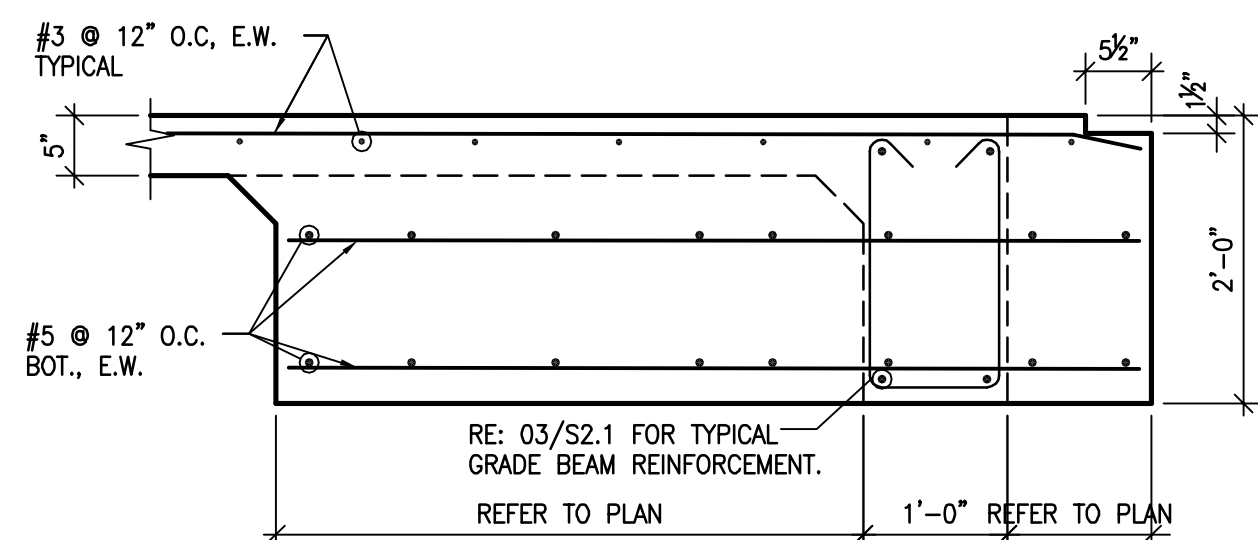 #3 @ 12" O.C, E.W.
TYPICAL
5½"
1½"
5"
2'-0"
#5 @ 12" O.C.
BOT., E.W.
RE: 03/S2.1 FOR TYPICAL
GRADE BEAM REINFORCEMENT.
REFER TO PLAN
1'-0"
REFER TO PLAN